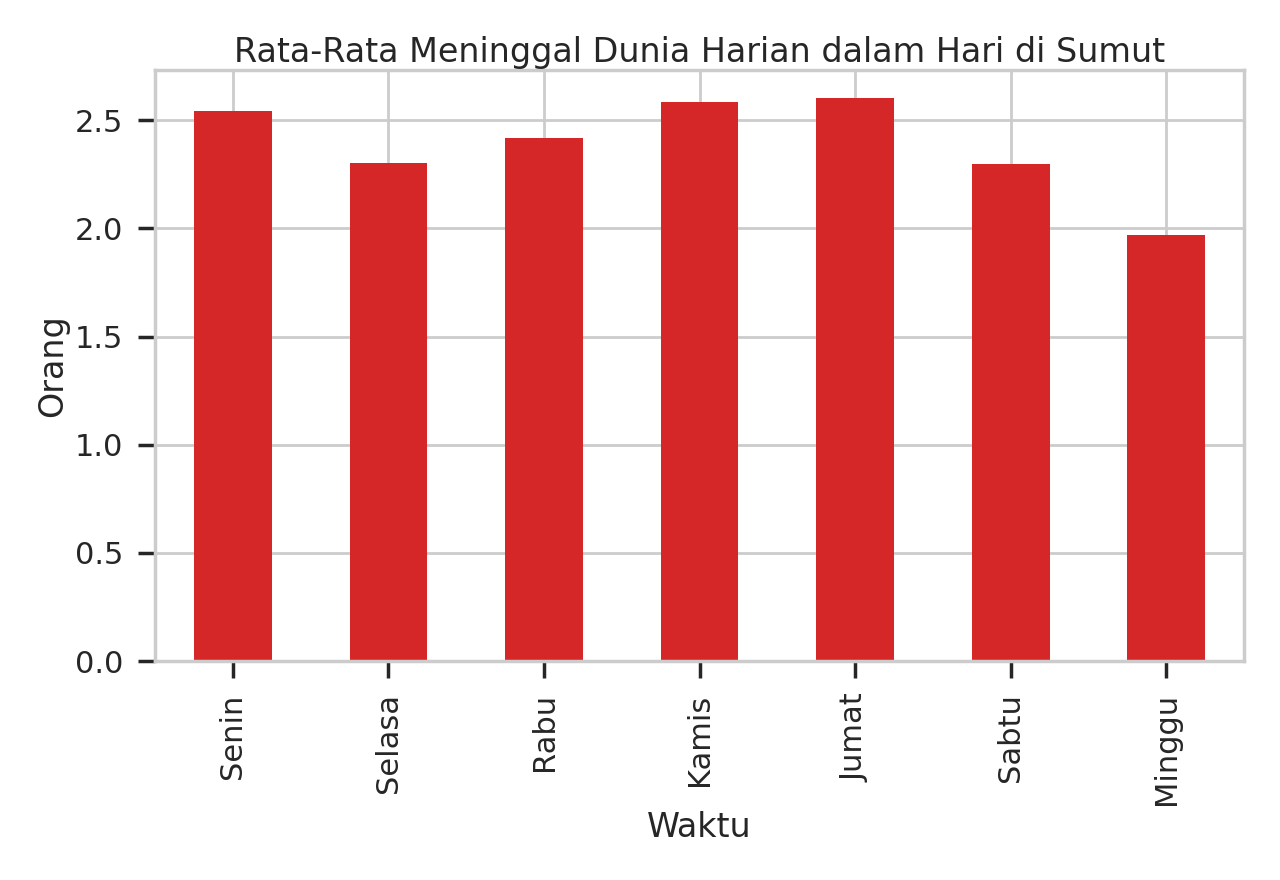 Rata-Rata Meninggal Dunia Harian dalam Hari di Sumut
Orang
2.5
2.0
1.5
1.0
0.5
0.0
Senin
Selasa
Rabu
Kamis
Jumat
Sabtu
Minggu
Waktu